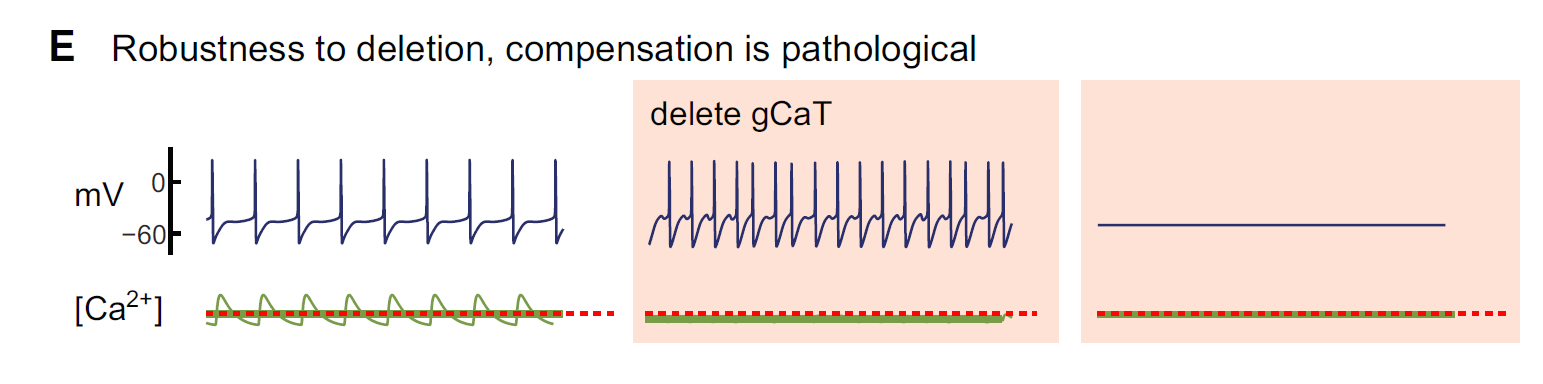 E Robustness to deletion, compensation is pathological
delete gCaT
mV
0
−60
[Ca²⁺]